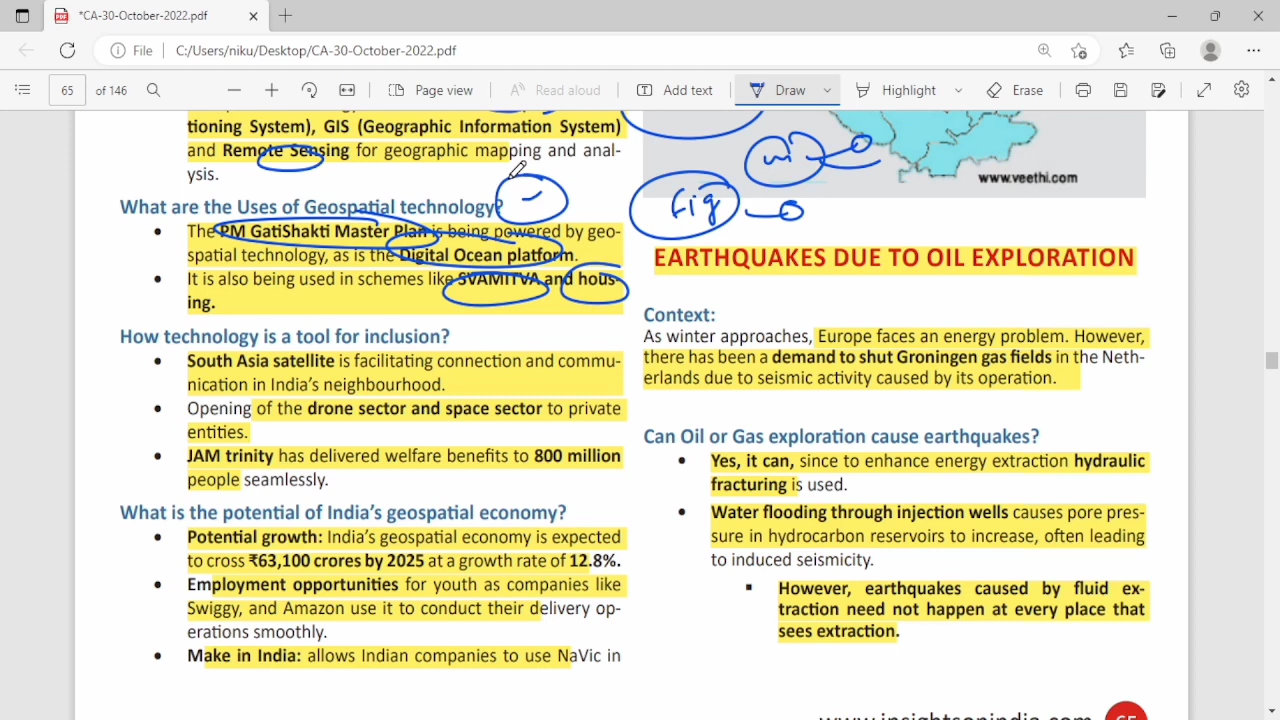 *CA-30-October-2022.pdf
File
C:/Users/niku/Desktop/CA-30-October-2022.pdf
65
of 146
Page view
Read aloud
Add text
Draw
Highlight
Erase
tioning System), GIS (Geographic Information System)
and Remote Sensing for geographic mapping and anal-
ysis.
What are the Uses of Geospatial technology?
The PM GatiShakti Master Plan is being powered by geo-
spatial technology, as is the Digital Ocean platform.
It is also being used in schemes like SVAMITVA and hous-
ing.
How technology is a tool for inclusion?
South Asia satellite is facilitating connection and commu-
nication in India's neighbourhood.
Opening of the drone sector and space sector to private
entities.
JAM trinity has delivered welfare benefits to 800 million
people seamlessly.
What is the potential of India's geospatial economy?
Potential growth: India's geospatial economy is expected
to cross ₹63,100 crores by 2025 at a growth rate of 12.8%.
Employment opportunities for youth as companies like
Swiggy, and Amazon use it to conduct their delivery op-
erations smoothly.
Make in India: allows Indian companies to use NaVic in
www.veethi.com
EARTHQUAKES DUE TO OIL EXPLORATION
Context:
As winter approaches, Europe faces an energy problem. However,
there has been a demand to shut Groningen gas fields in the Neth-
erlands due to seismic activity caused by its operation.
Can Oil or Gas exploration cause earthquakes?
Yes, it can, since to enhance energy extraction hydraulic
fracturing is used.
Water flooding through injection wells causes pore pres-
sure in hydrocarbon reservoirs to increase, often leading
to induced seismicity.
However, earthquakes caused by fluid ex-
traction need not happen at every place that
sees extraction.
www.insightsonindia.com
65